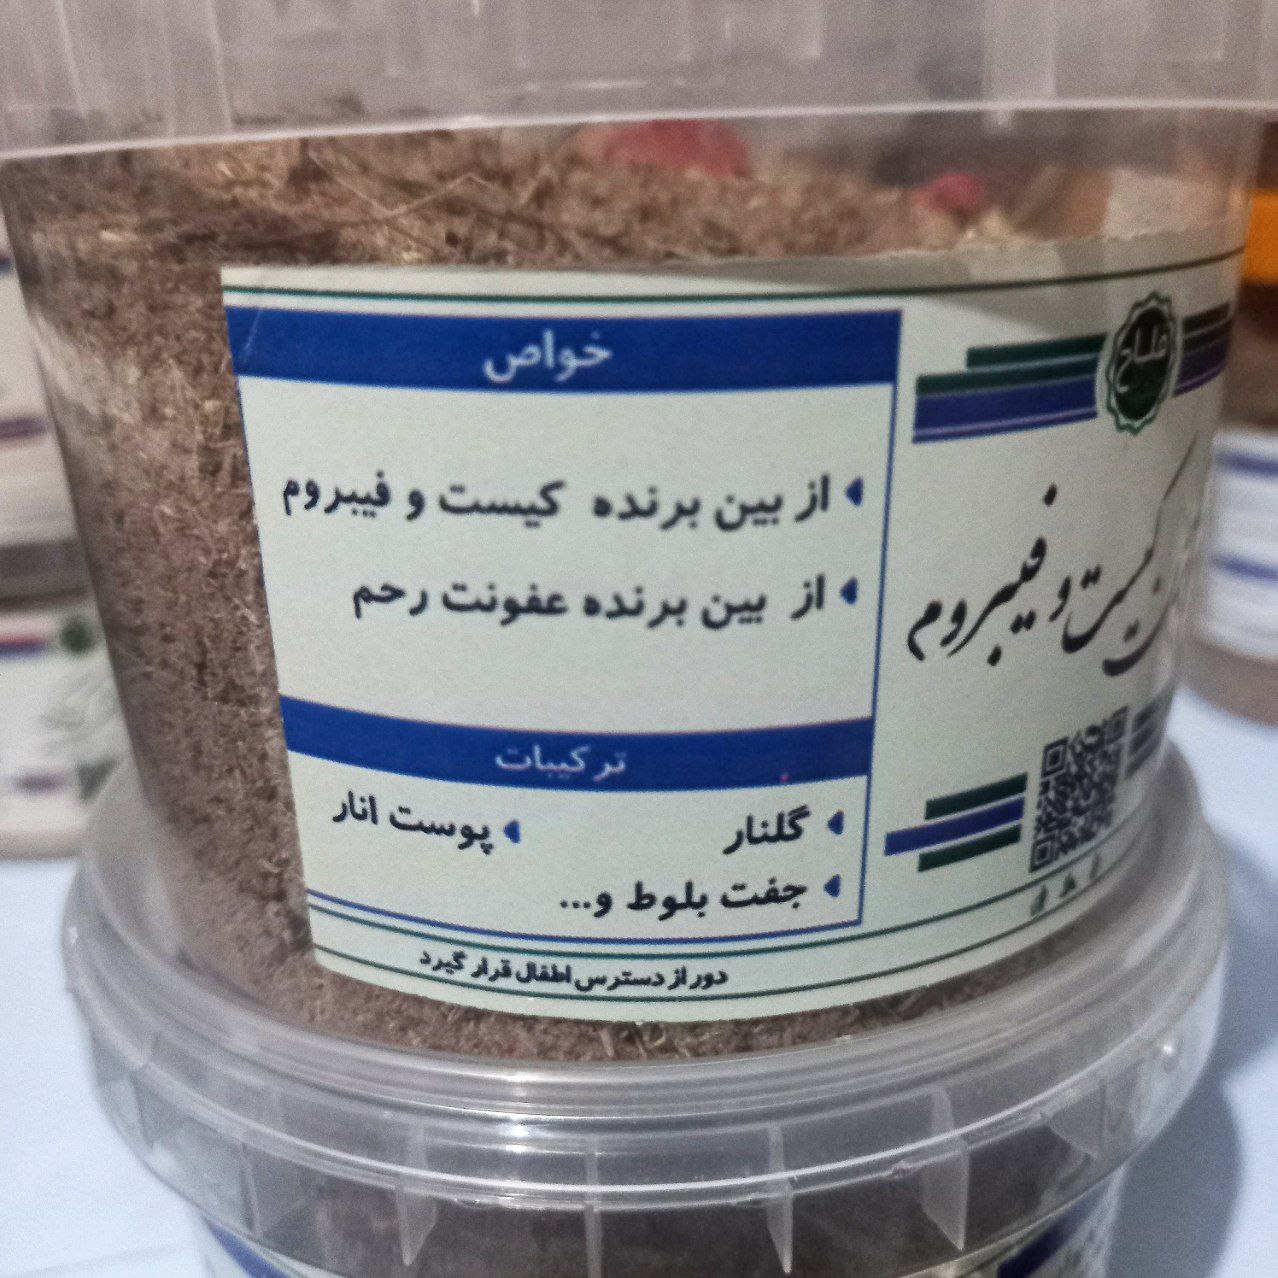 خواص
از بین برنده کیست و فیبروم
از بین برنده عفونت رحم
ترکیبات
گلنار
پوست انار
جفت بلوط و...
دور از دسترس اطفال قرار گیرد
فلاح
کیست و فیبروم